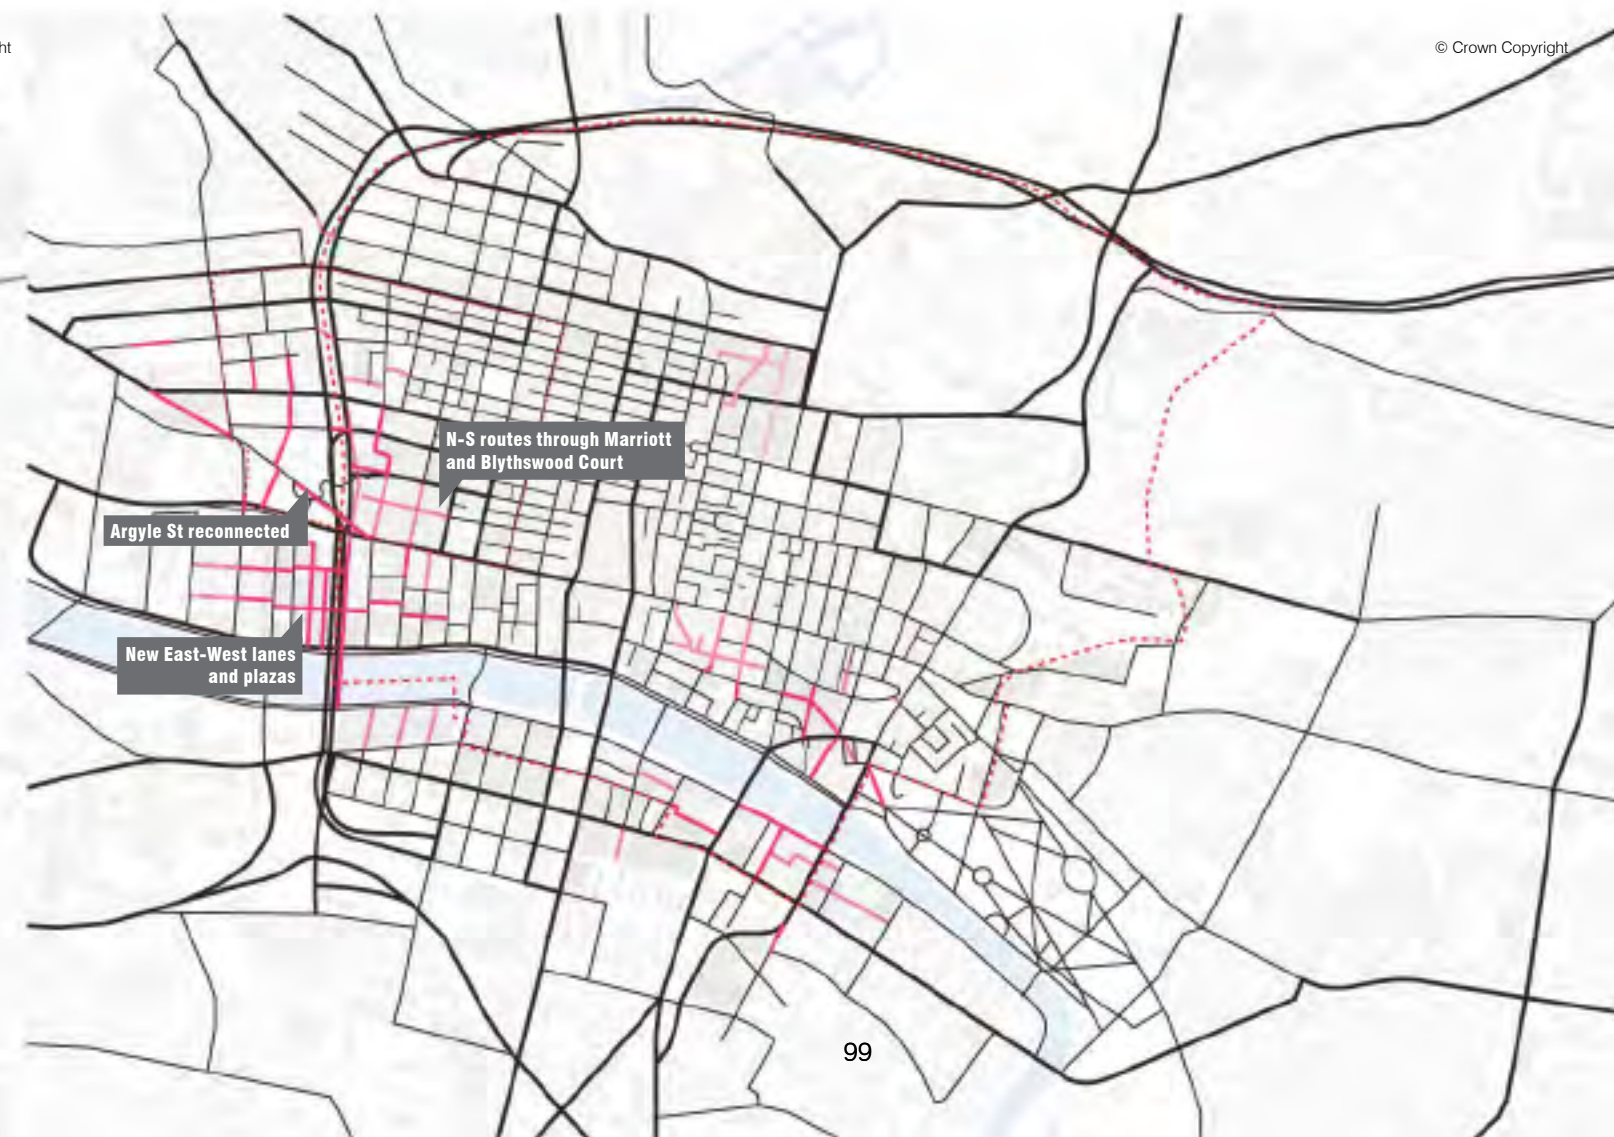 ht
© Crown Copyright
N-S routes through Marriott
and Blythswood Court
Argyle St reconnected
New East-West lanes
and plazas
99